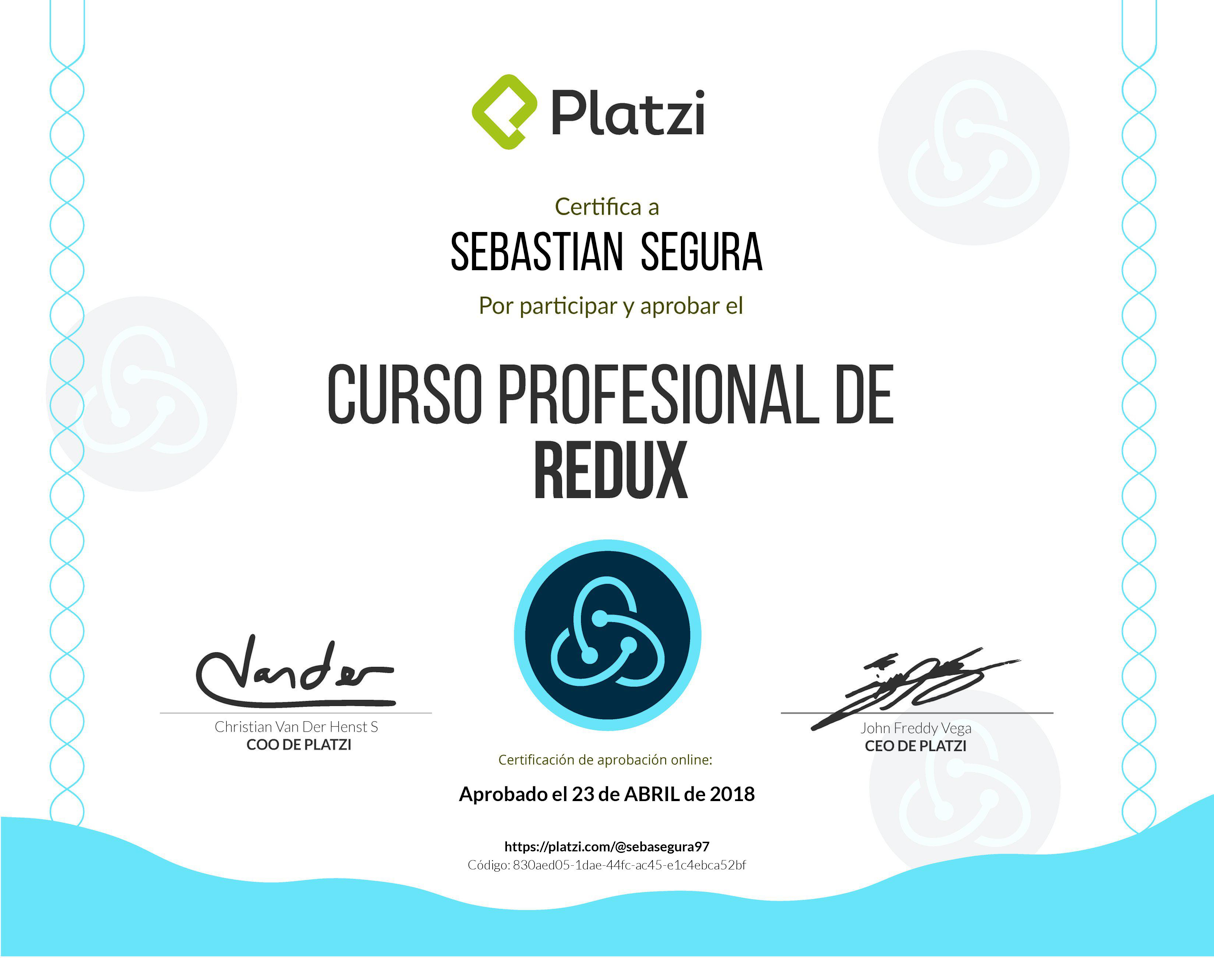 Platzi
Certifica a
SEBASTIAN SEGURA
Por participar y aprobar el
CURSO PROFESIONAL DE
REDUX
Vander
Christian Van Der Henst S
COO DE PLATZI
John Freddy Vega
CEO DE PLATZI
Certificación de aprobación online:
Aprobado el 23 de ABRIL de 2018
https://platzi.com/@sebasegura97
Código: 830aed05-1dae-44fc-ac45-e1c4ebca52bf